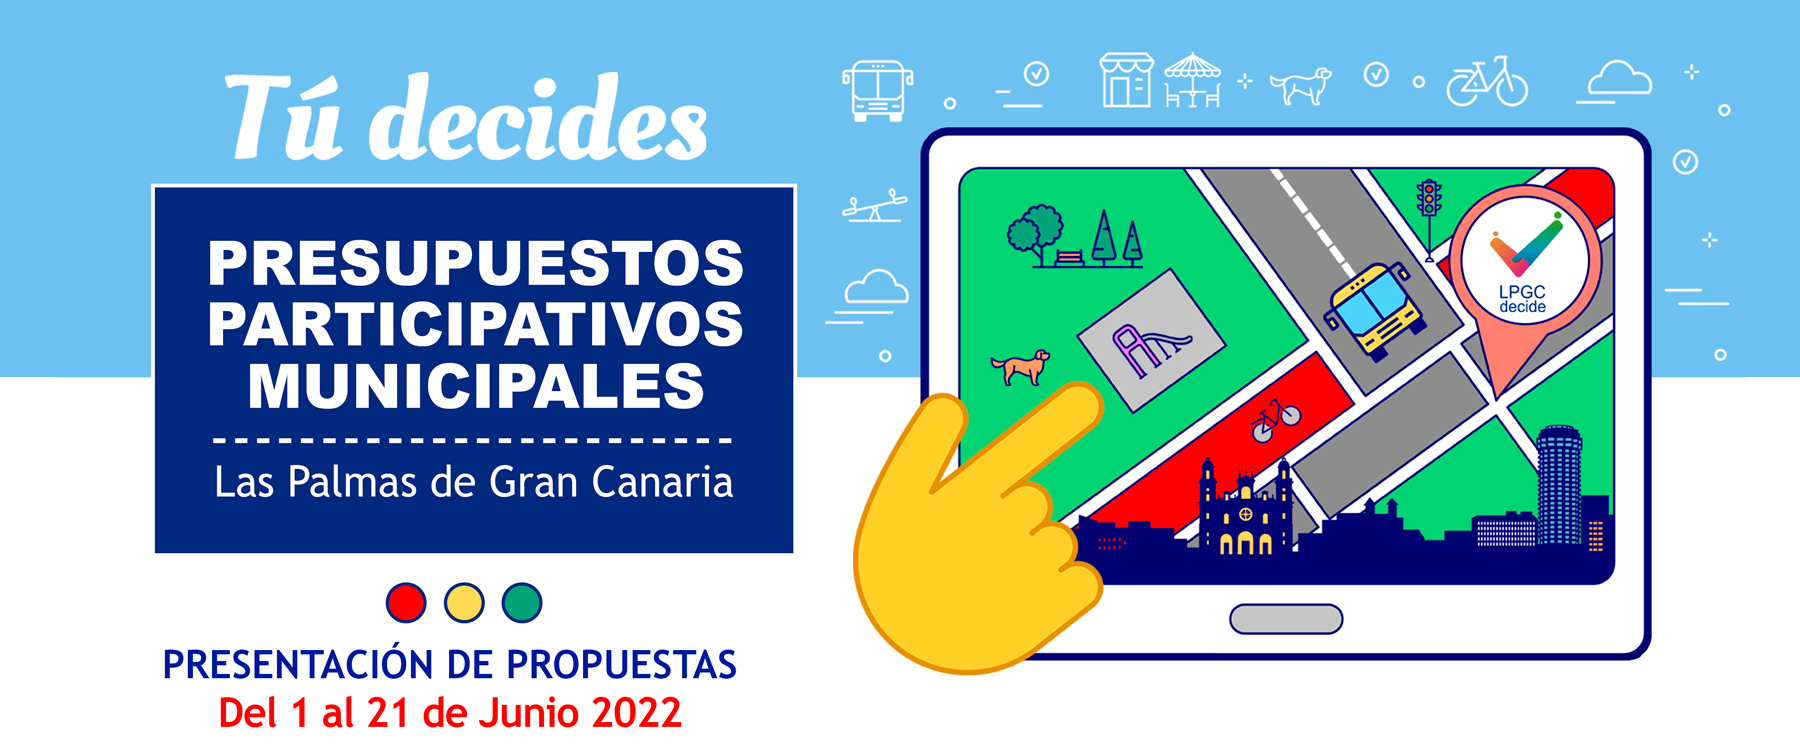 Tú decides
PRESUPUESTOS
PARTICIPATIVOS
MUNICIPALES
Las Palmas de Gran Canaria
PRESENTACIÓN DE PROPUESTAS
Del 1 al 21 de Junio 2022
LPGC
decide